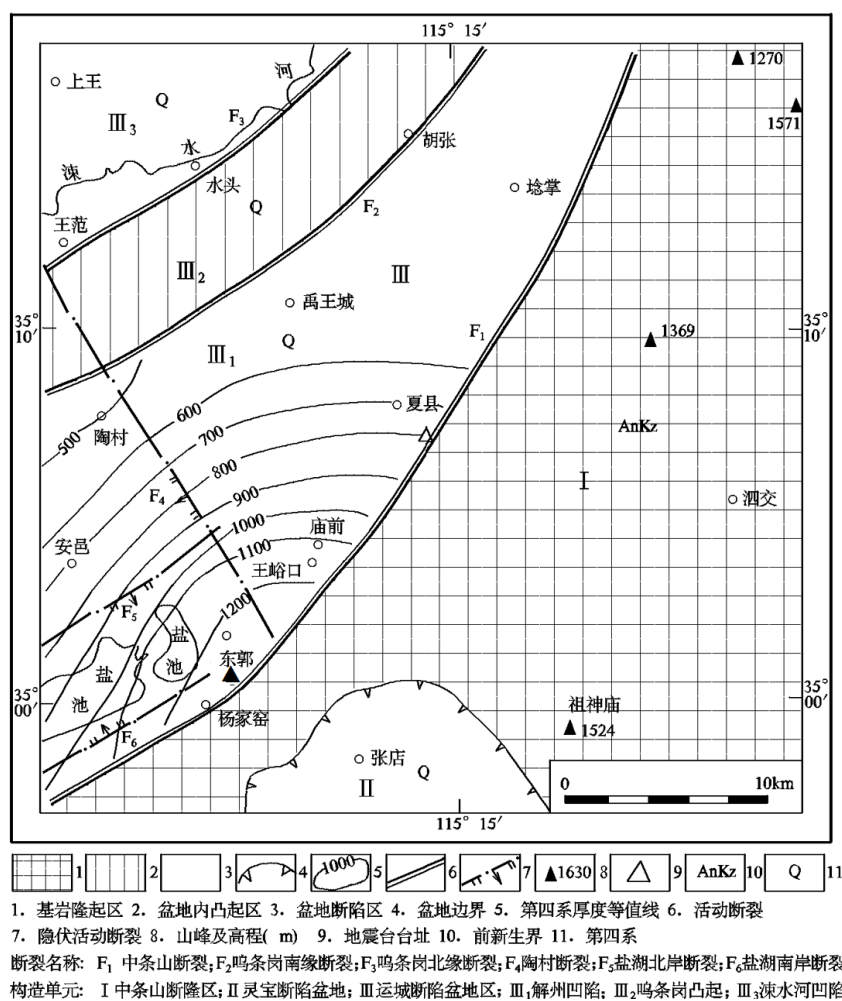 115° 15′
上王
Q
Ⅲ3
F3
河
1270
1571
涑
水
水头
胡张
王范
Q
F2
埝掌
Ⅲ2
Ⅲ
禹王城
35° 10′
35° 10′
Q
F1
1369
Ⅲ1
600
夏县
500
陶村
700
AnKz
800
Ⅰ
F4
900
泗交
1000
庙前
安邑
1100
王峪口
F5
1200
盐
池
盐
池
东郭
35° 00′
35° 00′
杨家窑
祖神庙
1524
F6
张店
Q
Ⅱ
0 10km
115° 15′
1 2 3 4 1000 5 6 7 1630 8 9 AnKz 10 Q 11
1. 基岩隆起区 2. 盆地内凸起区 3. 盆地断陷区 4. 盆地边界 5. 第四系厚度等值线 6. 活动断裂
7. 隐伏活动断裂 8. 山峰及高程( m) 9. 地震台台址 10. 前新生界 11. 第四系
断裂名称: F1 中条山断裂;F2鸣条岗南缘断裂;F3鸣条岗北缘断裂;F4陶村断裂;F5盐湖北岸断裂;F6盐湖南岸断裂
构造单元: Ⅰ中条山断隆区;Ⅱ灵宝断陷盆地;Ⅲ运城断陷盆地区;Ⅲ1解州凹陷;Ⅲ2鸣条岗凸起;Ⅲ3涑水河凹陷